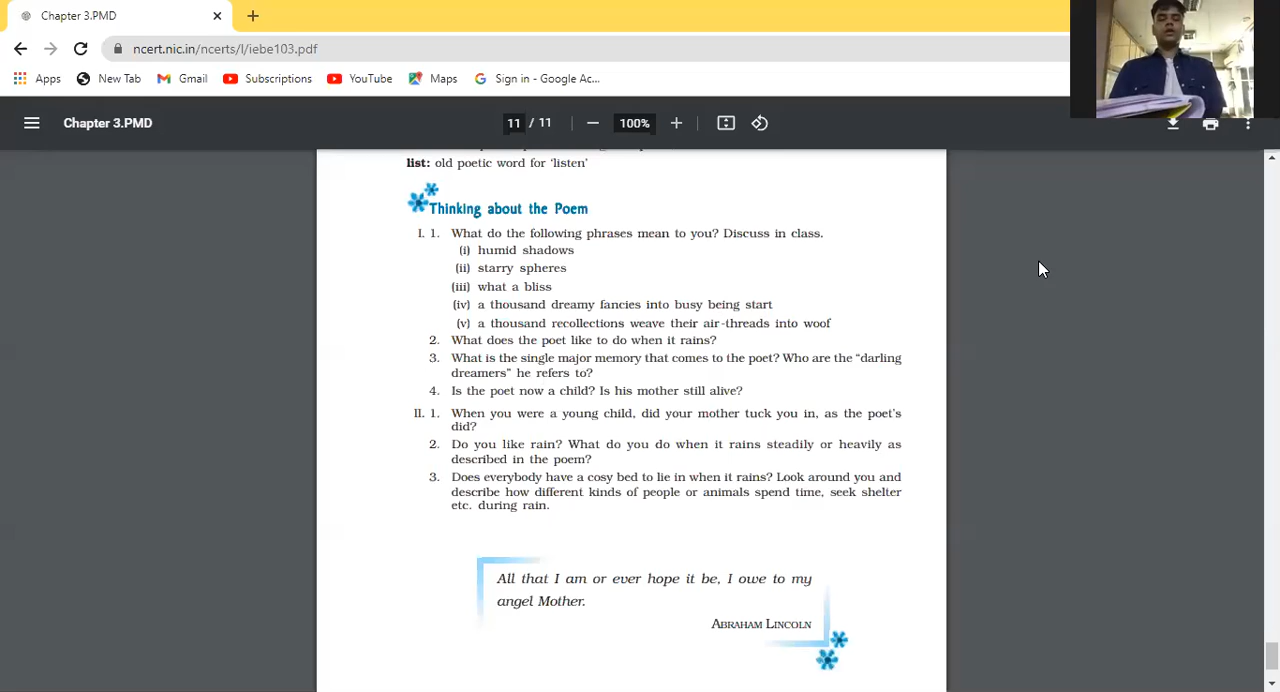 Chapter 3.PMD
ncert.nic.in/ncerts/l/iebe103.pdf
Apps New Tab Gmail Subscriptions YouTube Maps Sign in - Google Ac...
Chapter 3.PMD 11 / 11 100%
list: old poetic word for 'listen'
Thinking about the Poem
I. 1. What do the following phrases mean to you? Discuss in class.
(i) humid shadows
(ii) starry spheres
(iii) what a bliss
(iv) a thousand dreamy fancies into busy being start
(v) a thousand recollections weave their air-threads into woof
2. What does the poet like to do when it rains?
3. What is the single major memory that comes to the poet? Who are the "darling
dreamers" he refers to?
4. Is the poet now a child? Is his mother still alive?
II. 1. When you were a young child, did your mother tuck you in, as the poet's
did?
2. Do you like rain? What do you do when it rains steadily or heavily as
described in the poem?
3. Does everybody have a cosy bed to lie in when it rains? Look around you and
describe how different kinds of people or animals spend time, seek shelter
etc. during rain.
All that I am or ever hope it be, I owe to my
angel Mother.
ABRAHAM LINCOLN